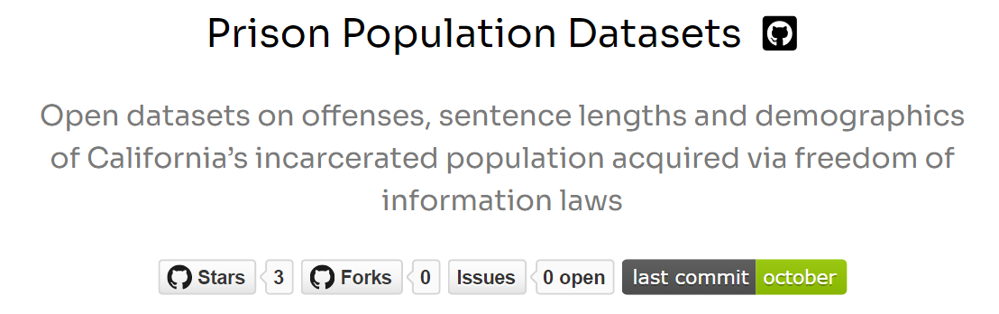 Prison Population Datasets
Open datasets on offenses, sentence lengths and demographics
of California’s incarcerated population acquired via freedom of
information laws
Stars 3 Forks 0 Issues 0 open last commit october